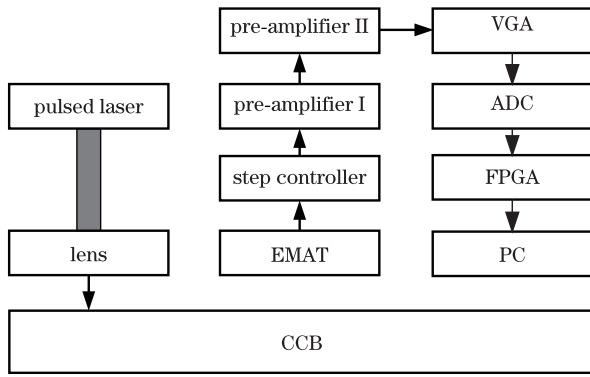 pre-amplifier II
VGA
pulsed laser
pre-amplifier I
ADC
step controller
FPGA
lens
EMAT
PC
CCB